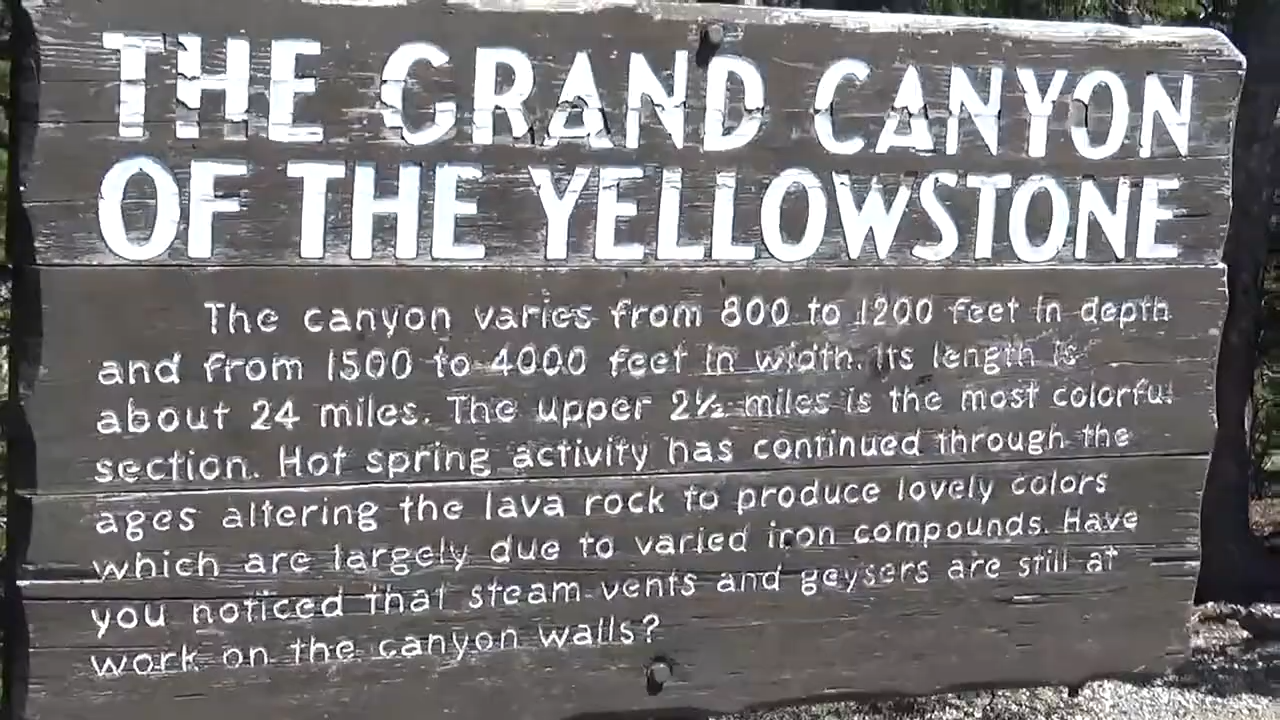 THE GRAND CANYON
OF THE YELLOWSTONE
The canyon varies from 800 to 1200 feet in depth
and from 1500 to 4000 feet in width. Its length is
about 24 miles. The upper 2½ miles is the most colorful
section. Hot spring activity has continued through the
ages altering the lava rock to produce lovely colors
which are largely due to varied iron compounds. Have
you noticed that steam vents and geysers are still at
work on the canyon walls?